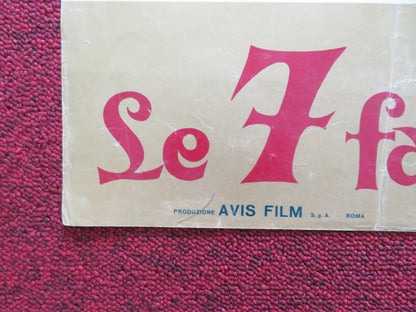 Le 7 fa
PRODUZIONE AVIS FILM S.p.A. - ROMA